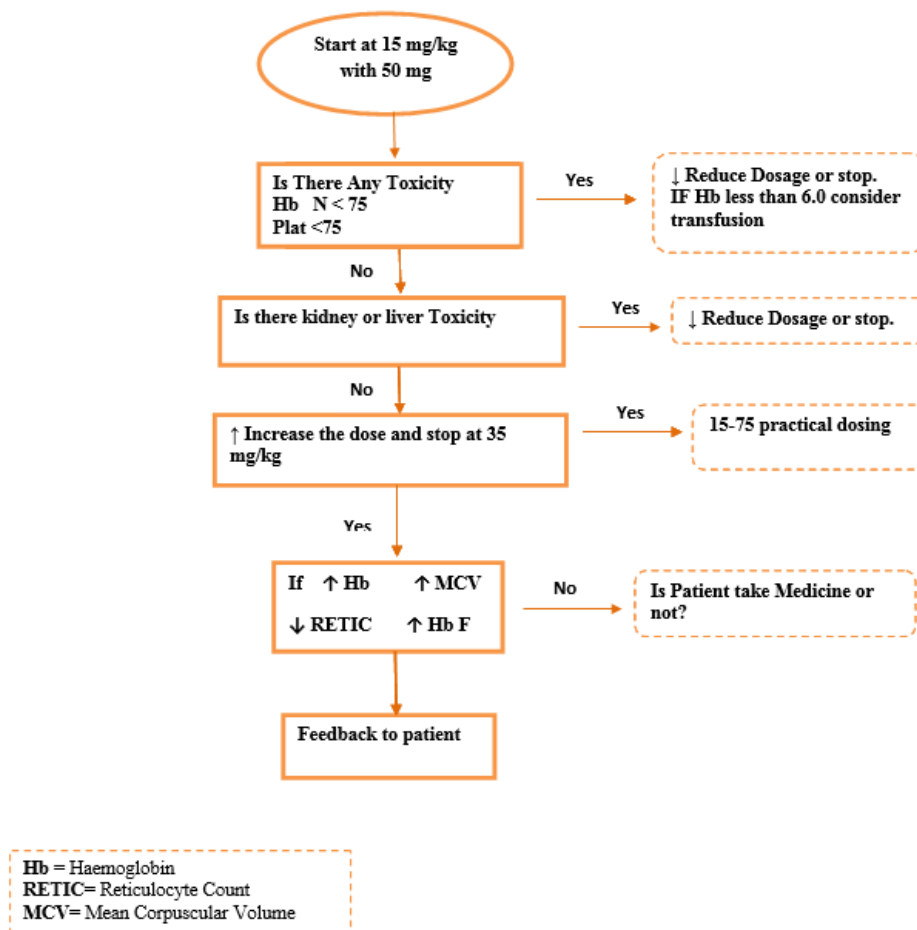 Start at 15 mg/kg
with 50 mg
Is There Any Toxicity
Hb N < 75
Plat <75
Yes
↓ Reduce Dosage or stop.
IF Hb less than 6.0 consider
transfusion
No
Is there kidney or liver Toxicity
Yes
↓ Reduce Dosage or stop.
No
↑ Increase the dose and stop at 35
mg/kg
Yes
15-75 practical dosing
Yes
If ↑ Hb ↑ MCV
↓ RETIC ↑ Hb F
No
Is Patient take Medicine or
not?
Feedback to patient
Hb = Haemoglobin
RETIC= Reticulocyte Count
MCV= Mean Corpuscular Volume